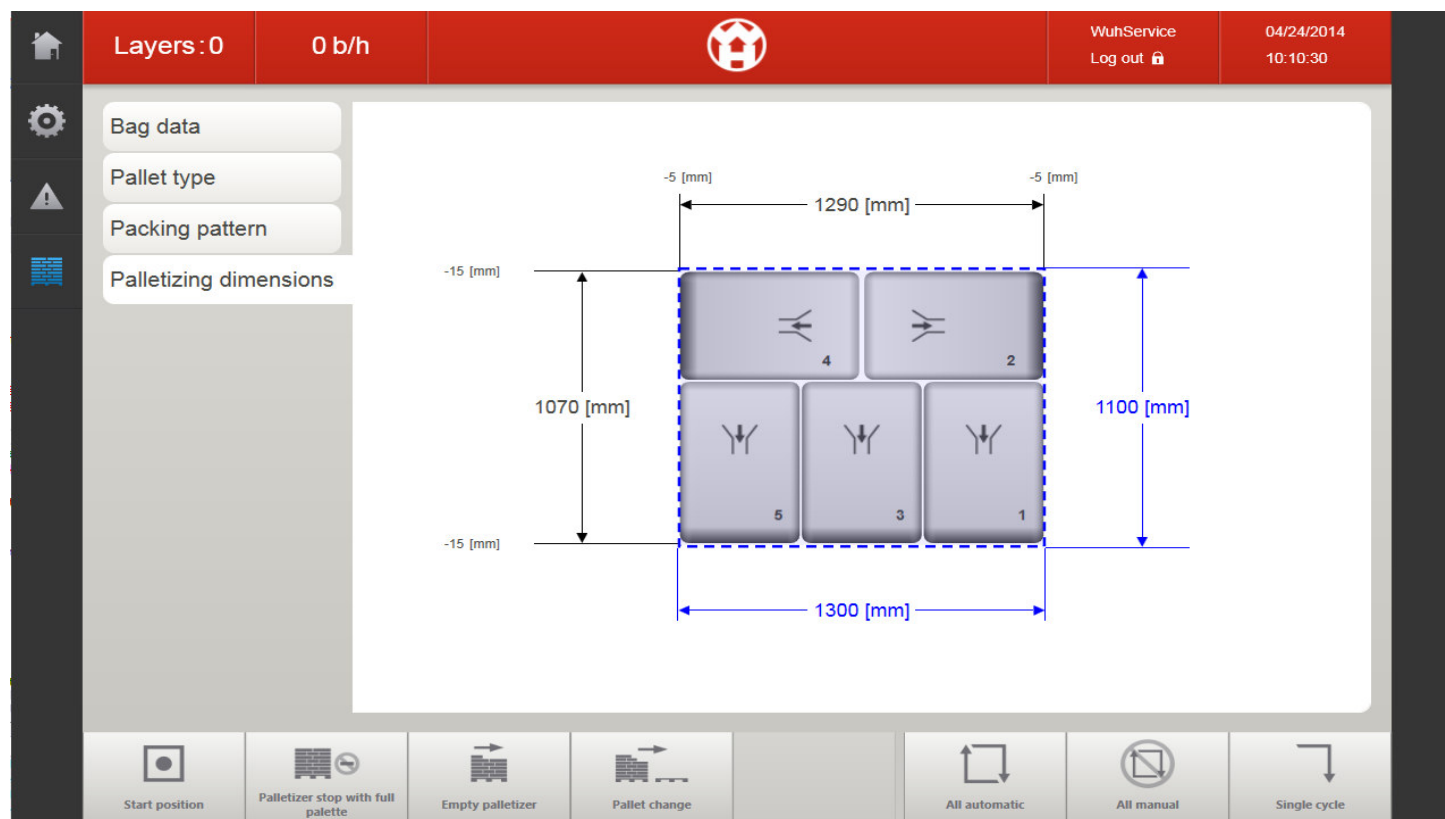 Layers: 0
0 b/h
WuhService
Log out
04/24/2014
10:10:30
Bag data
Pallet type
Packing pattern
Palletizing dimensions
-5 [mm]
-5 [mm]
1290 [mm]
-15 [mm]
4
2
1070 [mm]
1100 [mm]
5
3
1
-15 [mm]
1300 [mm]
Start position
Palletizer stop with full
palette
Empty palletizer
Pallet change
All automatic
All manual
Single cycle